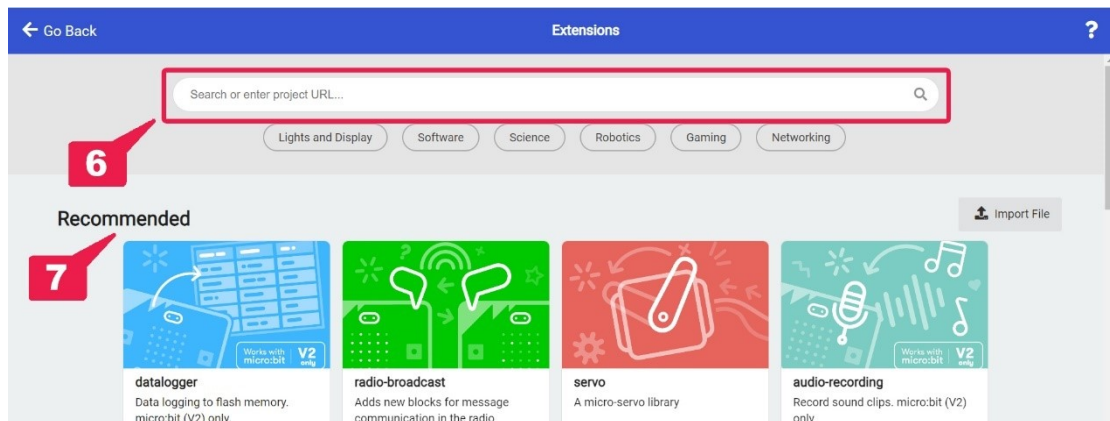 Go Back
Extensions
?
Search or enter project URL...
Lights and Display
Software
Science
Robotics
Gaming
Networking
6
Recommended
Import File
7
Works with micro:bit
V2 only
Works with micro:bit
V2 only
datalogger
radio-broadcast
servo
audio-recording
Data logging to flash memory.
Adds new blocks for message
A micro-servo library
Record sound clips. micro:bit (V2)
micro:bit (V2) only
communication in the radio
only